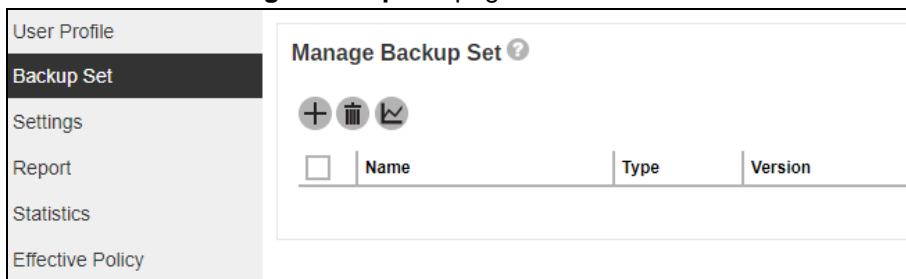 User Profile
Backup Set
Settings
Report
Statistics
Effective Policy
Manage Backup Set ?
Name Type Version